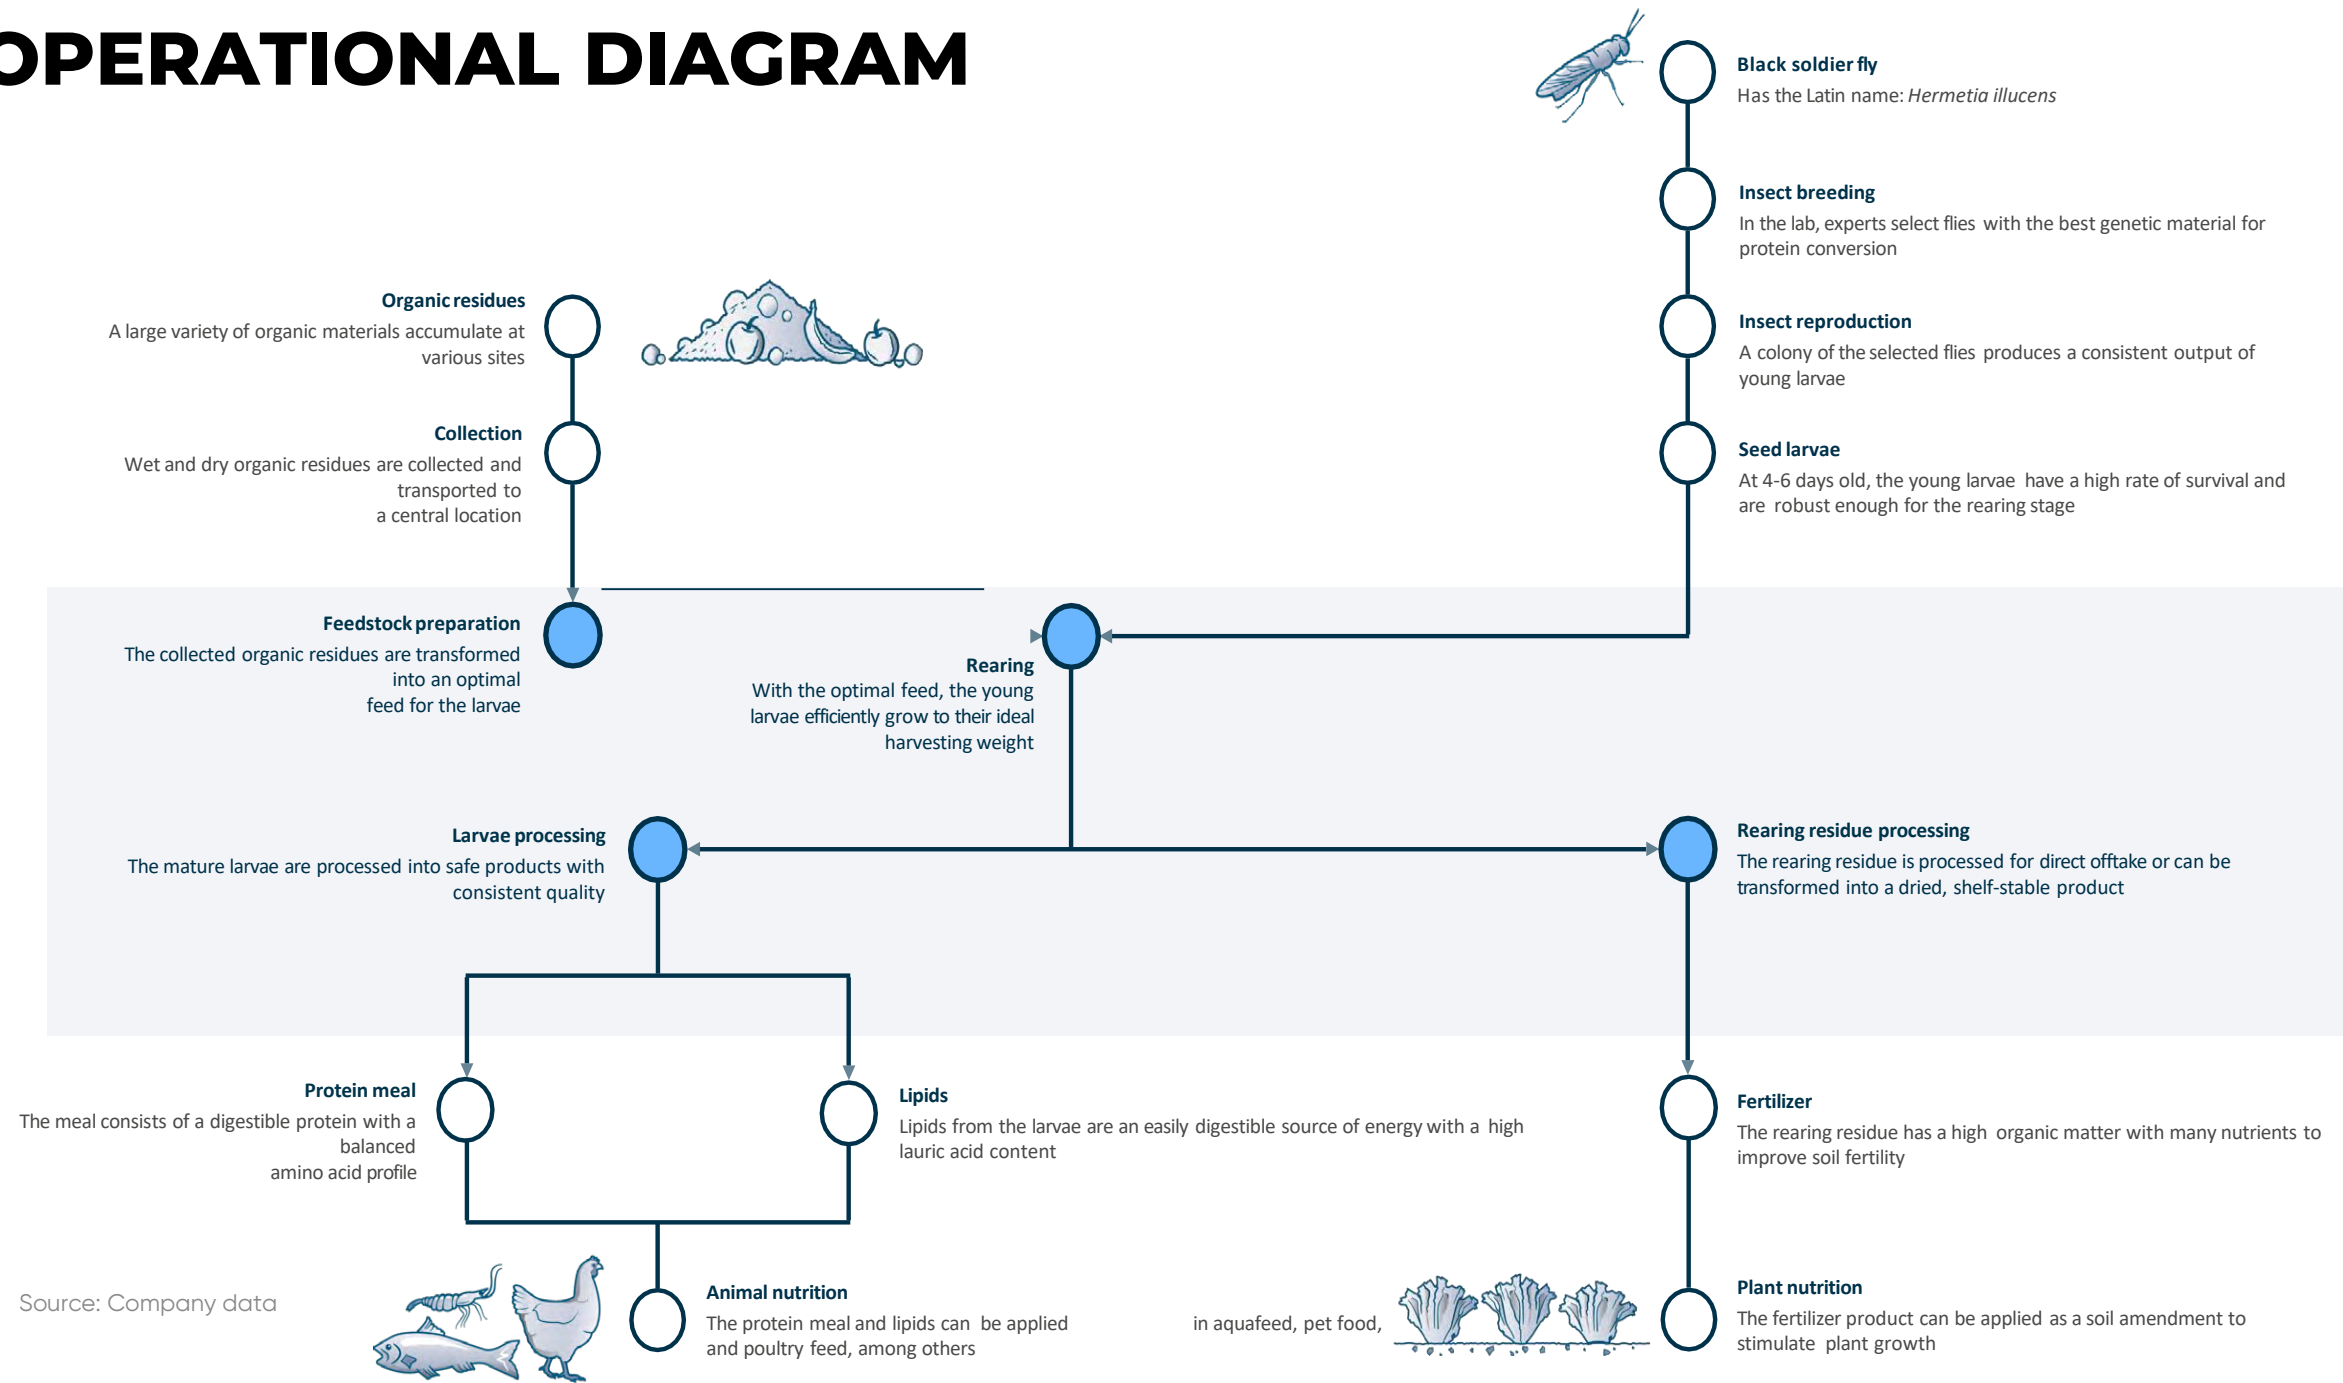 OPERATIONAL DIAGRAM
Black soldier fly
Has the Latin name: Hermetia illucens
Insect breeding
In the lab, experts select flies with the best genetic material for
protein conversion
Organic residues
A large variety of organic materials accumulate at
various sites
Insect reproduction
A colony of the selected flies produces a consistent output of
young larvae
Collection
Wet and dry organic residues are collected and
transported to
a central location
Seed larvae
At 4-6 days old, the young larvae have a high rate of survival and
are robust enough for the rearing stage
Feedstock preparation
The collected organic residues are transformed
into an optimal
feed for the larvae
Rearing
With the optimal feed, the young
larvae efficiently grow to their ideal
harvesting weight
Larvae processing
The mature larvae are processed into safe products with
consistent quality
Rearing residue processing
The rearing residue is processed for direct offtake or can be
transformed into a dried, shelf-stable product
Protein meal
The meal consists of a digestible protein with a
balanced
amino acid profile
Lipids
Lipids from the larvae are an easily digestible source of energy with a high
lauric acid content
Fertilizer
The rearing residue has a high organic matter with many nutrients to
improve soil fertility
Source: Company data
Animal nutrition
The protein meal and lipids can be applied in aquafeed, pet food,
and poultry feed, among others
Plant nutrition
The fertilizer product can be applied as a soil amendment to
stimulate plant growth